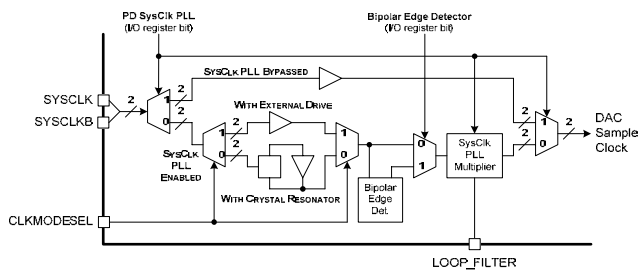 PD SysClk PLL
(I/O register bit)
Bipolar Edge Detector
(I/O register bit)
SYSCLK PLL BYPASSED
2
2
1
0
2
2
SYSCLK
SYSCLKB
2
WITH EXTERNAL DRIVE
1
0
2
2
1
0
0
1
SysClk
PLL
Multiplier
2
1
0
2
DAC
Sample
Clock
SYSCLK
PLL
ENABLED
WITH CRYSTAL RESONATOR
Bipolar
Edge
Det.
CLKMODESEL
LOOP_FILTER